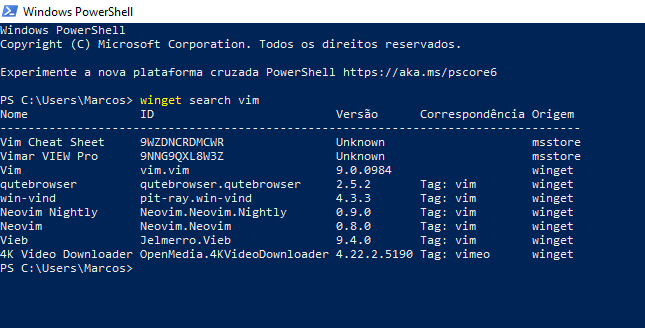 Windows PowerShell
Windows PowerShell
Copyright (C) Microsoft Corporation. Todos os direitos reservados.
Experimente a nova plataforma cruzada PowerShell https://aka.ms/pscore6
PS C:\Users\Marcos> winget search vim
Nome ID Versão Correspondência Origem
-----------------------------------------------------------------------------------
Vim Cheat Sheet 9WZDNCRDMCWR Unknown msstore
Vimar VIEW Pro 9NNG9QXL8W3Z Unknown msstore
Vim vim.vim 9.0.0984 winget
qutebrowser qutebrowser.qutebrowser 2.5.2 Tag: vim winget
win-vind pit-ray.win-vind 4.3.3 Tag: vim winget
Neovim Nightly Neovim.Neovim.Nightly 0.9.0 Tag: vim winget
Neovim Neovim.Neovim 0.8.0 Tag: vim winget
Vieb Jelmerro.Vieb 9.4.0 Tag: vim winget
4K Video Downloader OpenMedia.4KVideoDownloader 4.22.2.5190 Tag: vimeo winget
PS C:\Users\Marcos>